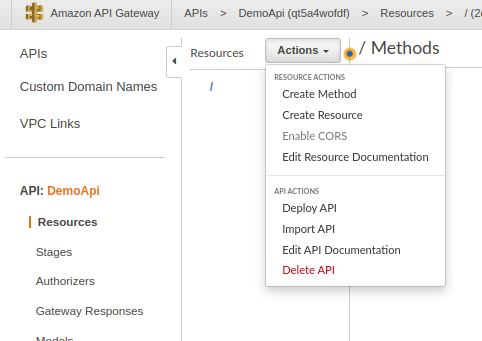 Amazon API Gateway
APIs > DemoApi (qt5a4wofdf) > Resources > / (2
APIs
Custom Domain Names
VPC Links
API: DemoApi
Resources
Stages
Authorizers
Gateway Responses
Models
Resources
/
Actions
/ Methods
RESOURCE ACTIONS
Create Method
Create Resource
Enable CORS
Edit Resource Documentation
API ACTIONS
Deploy API
Import API
Edit API Documentation
Delete API